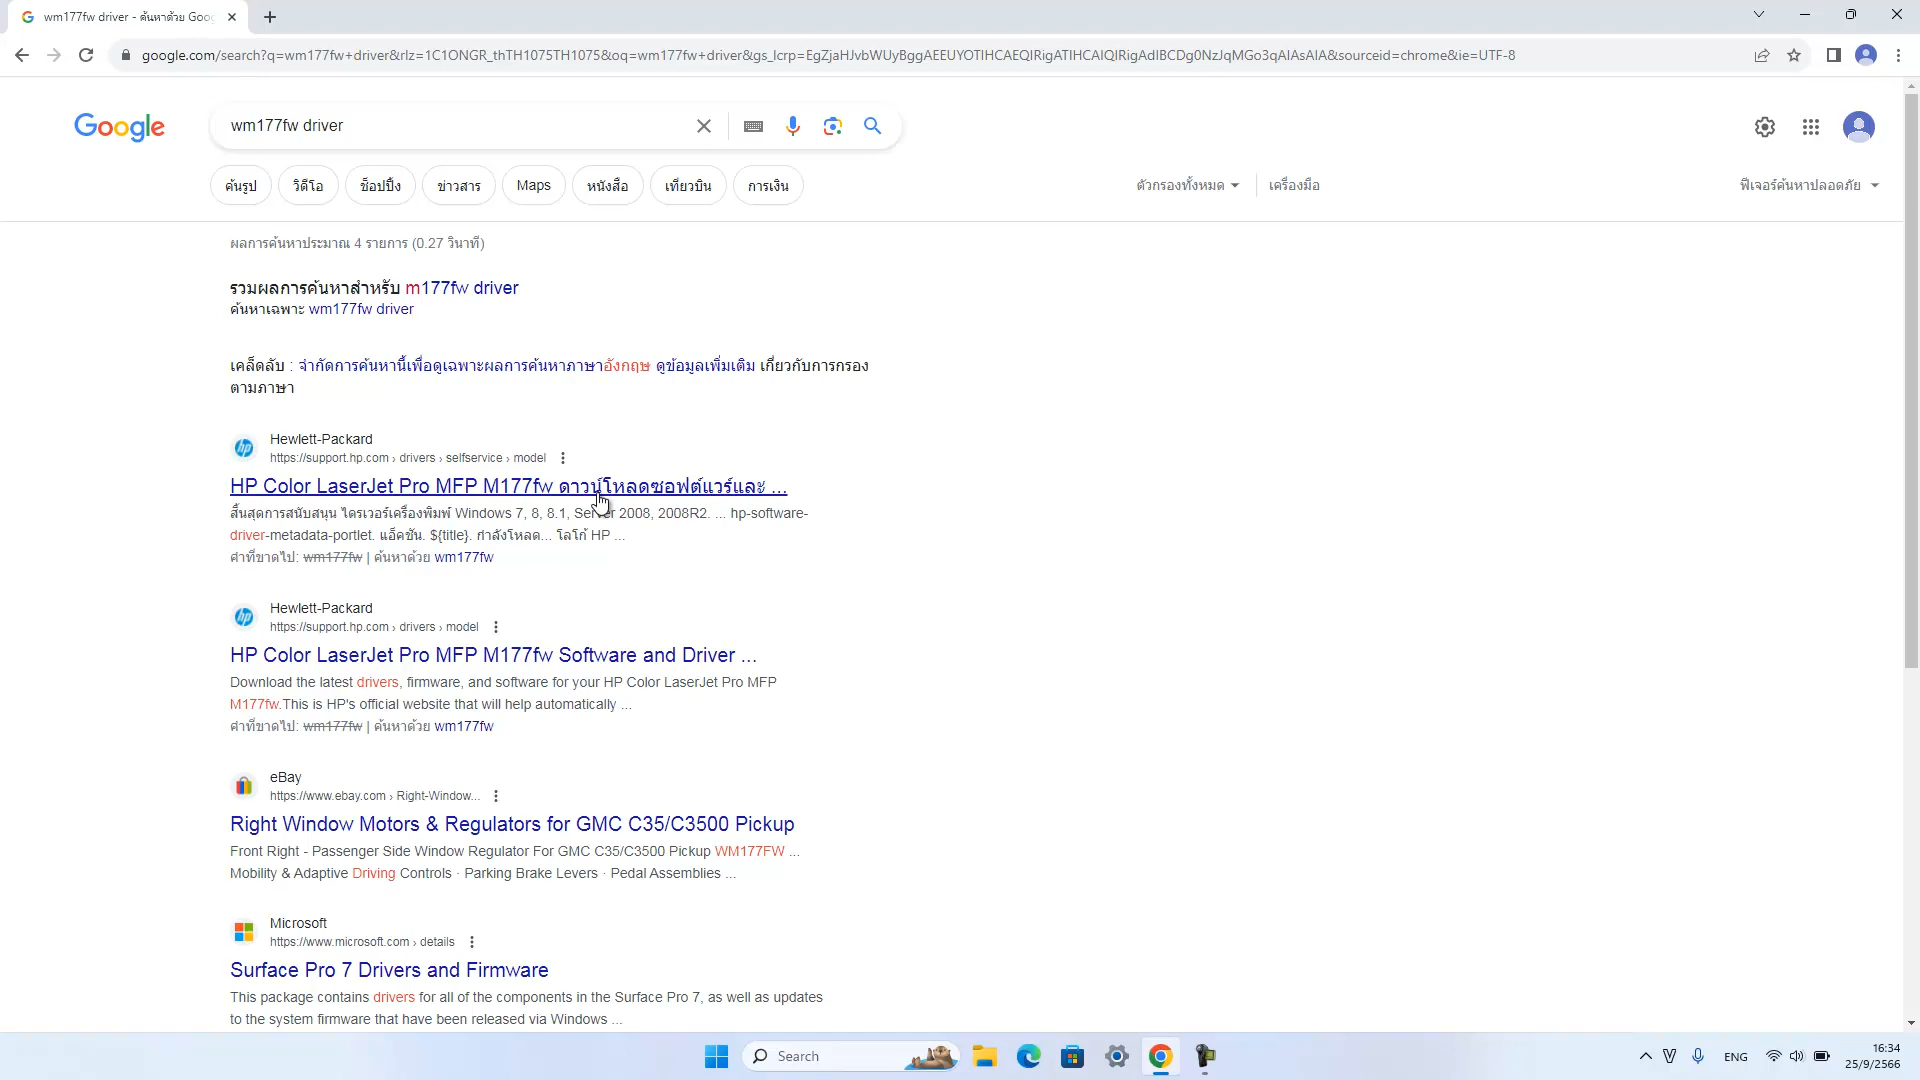 wm177fw driver - ค้นหาด้วย Goo
google.com/search?q=wm177fw+driver&rlz=1C1ONGR_thTH1075TH1075&oq=wm177fw+driver&gs_lcrp=EgZjaHJvbWUyBggAEEUYOTIHCAEQIRigATIHCAIQIRigAdIBCDg0NzJqMGo3qAIAsAIA&sourceid=chrome&ie=UTF-8
Google
wm177fw driver
ค้นรูป วิดีโอ ช็อปปิ้ง ข่าวสาร Maps หนังสือ เที่ยวบิน การเงิน ตัวกรองทั้งหมด เครื่องมือ ฟีเจอร์ค้นหาปลอดภัย
ผลการค้นหาประมาณ 4 รายการ (0.27 วินาที)
รวมผลการค้นหาสำหรับ m177fw driver
ค้นหาเฉพาะ wm177fw driver
เคล็ดลับ : จำกัดการค้นหานี้เพื่อดูเฉพาะผลการค้นหาภาษาอังกฤษ ดูข้อมูลเพิ่มเติม เกี่ยวกับการกรอง
ตามภาษา
Hewlett-Packard
https://support.hp.com › drivers › selfservice › model
HP Color LaserJet Pro MFP M177fw ดาวน์โหลดซอฟต์แวร์และ ...
สิ้นสุดการสนับสนุน ไดรเวอร์เครื่องพิมพ์ Windows 7, 8, 8.1, Server 2008, 2008R2. ... hp-software-
driver-metadata-portlet. แอ็คชัน. ${title}. กำลังโหลด... โลโก้ HP ...
คำที่ขาดไป: wm177fw | ค้นหาด้วย wm177fw
Hewlett-Packard
https://support.hp.com › drivers › model
HP Color LaserJet Pro MFP M177fw Software and Driver ...
Download the latest drivers, firmware, and software for your HP Color LaserJet Pro MFP
M177fw.This is HP's official website that will help automatically ...
คำที่ขาดไป: wm177fw | ค้นหาด้วย wm177fw
eBay
https://www.ebay.com › Right-Window...
Right Window Motors & Regulators for GMC C35/C3500 Pickup
Front Right - Passenger Side Window Regulator For GMC C35/C3500 Pickup WM177FW ...
Mobility & Adaptive Driving Controls · Parking Brake Levers · Pedal Assemblies ...
Microsoft
https://www.microsoft.com › details
Surface Pro 7 Drivers and Firmware
This package contains drivers for all of the components in the Surface Pro 7, as well as updates
to the system firmware that have been released via Windows ...
Search
ENG
16:34
25/9/2566